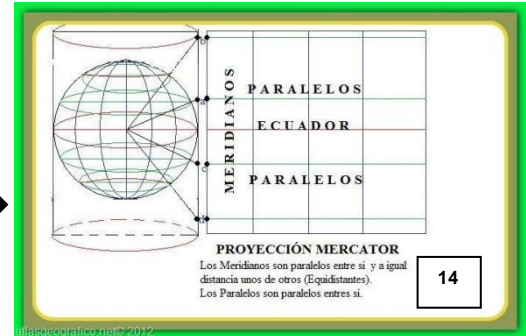 b
a
c
d
MERIDIANOS
PARALELOS
ECUADOR
PARALELOS
PROYECCIÓN MERCATOR
Los Meridianos son paralelos entre si y a igual
distancia unos de otros (Equidistantes).
Los Paralelos son paralelos entres si.
14
atlasgeografico.net© 2012